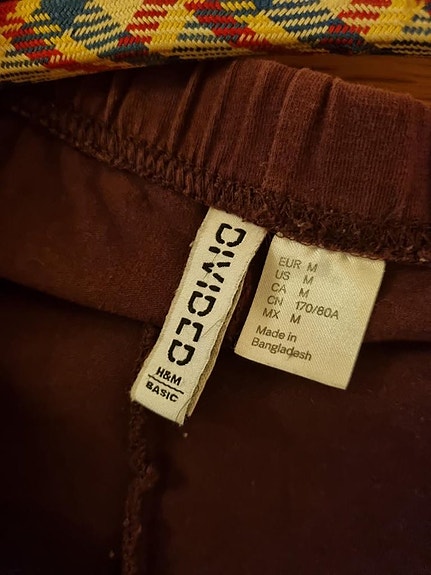 DIVIDED
H&M
BASIC
EUR M
US M
CA M
CN 170/80A
MX M
Made in
Bangladesh